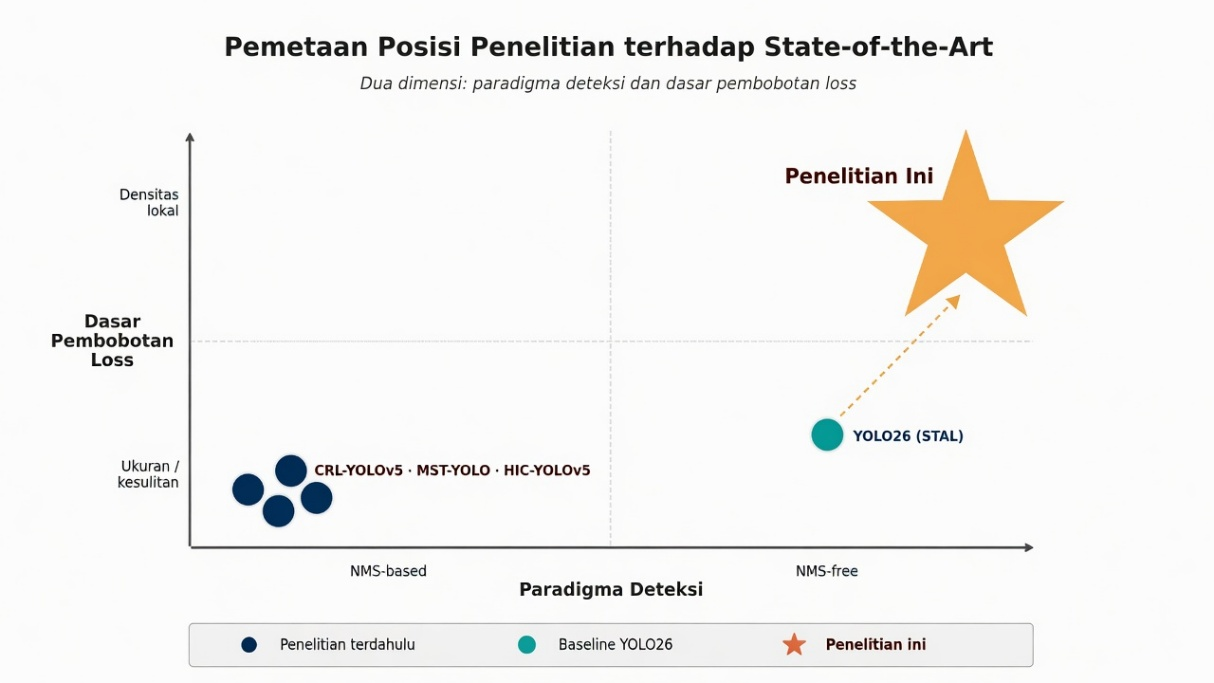 Pemetaan Posisi Penelitian terhadap State-of-the-Art
Dua dimensi: paradigma deteksi dan dasar pembobotan loss
Penelitian Ini
Densitas
lokal
Dasar
Pembobotan
Loss
YOLO26 (STAL)
Ukuran /
kesulitan
CRL-YOLOv5 · MST-YOLO · HIC-YOLOv5
NMS-based
NMS-free
Paradigma Deteksi
Penelitian terdahulu
Baseline YOLO26
Penelitian ini